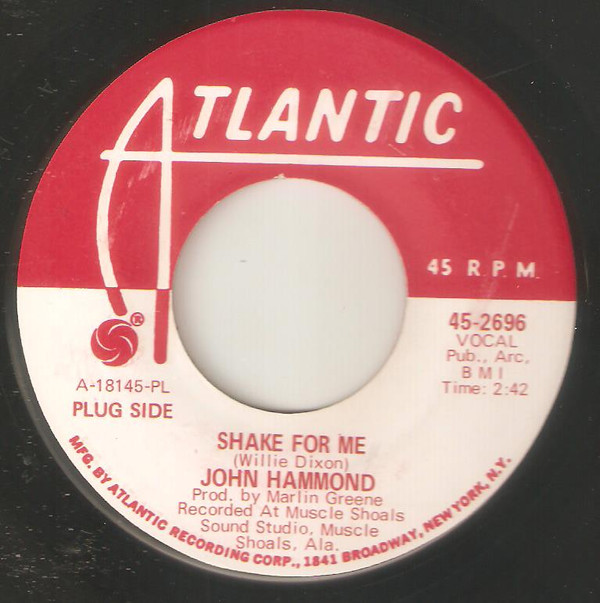 ATLANTIC
45 R P M
45-2696
VOCAL
Pub., Arc,
B M I
Time: 2:42
®
A-18145-PL
PLUG SIDE
SHAKE FOR ME
(Willie Dixon)
JOHN HAMMOND
Prod. by Marlin Greene
Recorded At Muscle Shoals
Sound Studio, Muscle
Shoals, Ala.
MFG. BY ATLANTIC RECORDING CORP., 1841 BROADWAY, NEW YORK, N.Y.